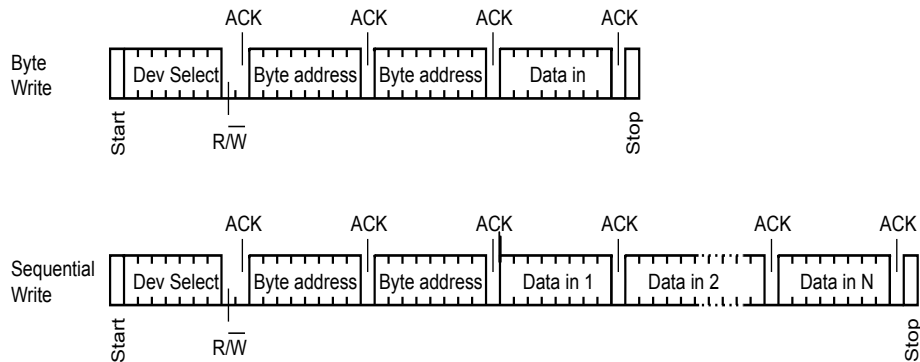 ACK ACK ACK ACK
Byte Write
Dev Select Byte address Byte address Data in
Start
R/W̅
Stop
ACK ACK ACK ACK ACK ACK
Sequential Write
Dev Select Byte address Byte address Data in 1 Data in 2 Data in N
Start
R/W̅
Stop